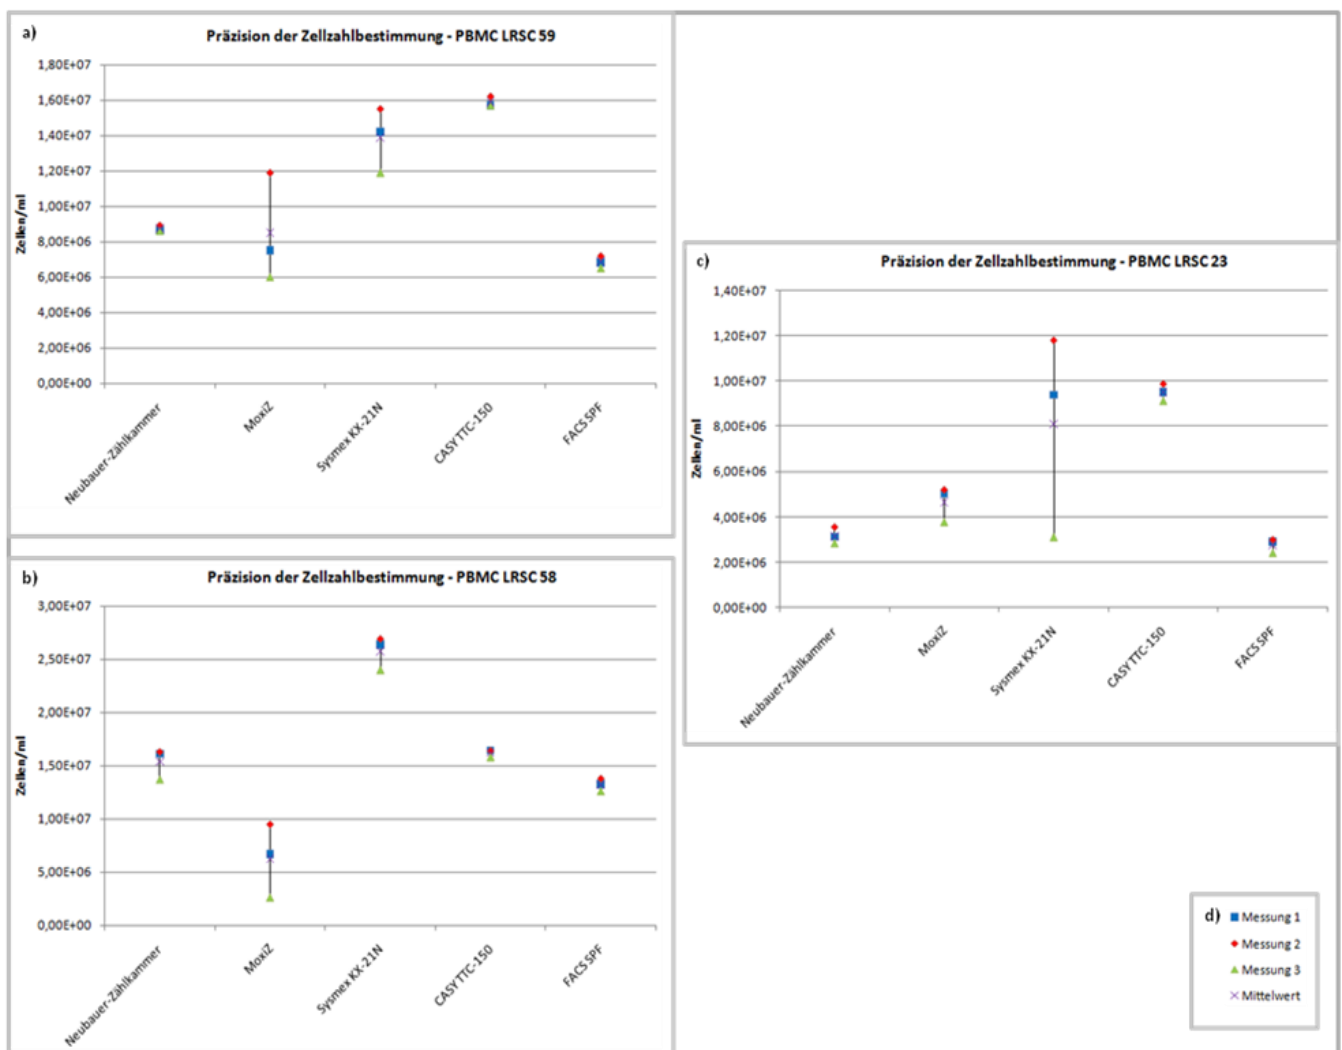 a)
Präzision der Zellzahlbestimmung - PBMC LRSC 59
1,80E+07
1,60E+07
1,40E+07
1,20E+07
1,00E+07
8,00E+06
6,00E+06
4,00E+06
2,00E+06
0,00E+00
Zellen/ml
Neubauer-Zählkammer
MoxiZ
Sysmex KX-21N
CASY TTC-150
FACS SPF
b)
Präzision der Zellzahlbestimmung - PBMC LRSC 58
3,00E+07
2,50E+07
2,00E+07
1,50E+07
1,00E+07
5,00E+06
0,00E+00
Zellen/ml
Neubauer-Zählkammer
MoxiZ
Sysmex KX-21N
CASY TTC-150
FACS SPF
c)
Präzision der Zellzahlbestimmung - PBMC LRSC 23
1,40E+07
1,20E+07
1,00E+07
8,00E+06
6,00E+06
4,00E+06
2,00E+06
0,00E+00
Zellen/ml
Neubauer-Zählkammer
MoxiZ
Sysmex KX-21N
CASY TTC-150
FACS SPF
d)
Messung 1
Messung 2
Messung 3
Mittelwert